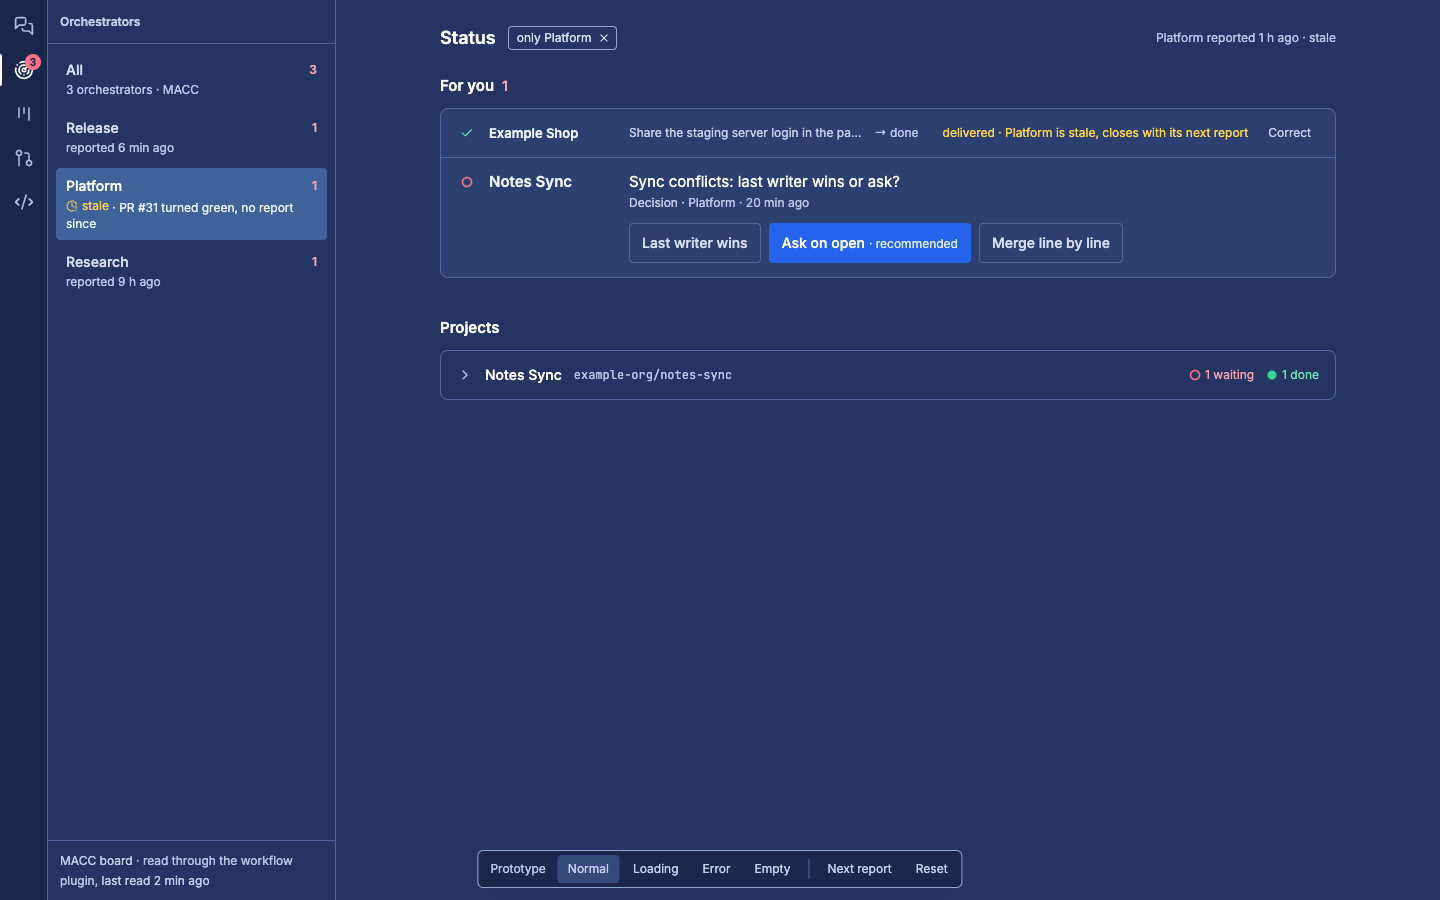 3
Orchestrators
All 3
3 orchestrators · MACC
Release 1
reported 6 min ago
Platform 1
stale · PR #31 turned green, no report
since
Research 1
reported 9 h ago
MACC board · read through the workflow
plugin, last read 2 min ago
Status only Platform × Platform reported 1 h ago · stale
For you 1
Example Shop Share the staging server login in the pa... → done delivered · Platform is stale, closes with its next report Correct
Notes Sync Sync conflicts: last writer wins or ask?
Decision · Platform · 20 min ago
Last writer wins Ask on open · recommended Merge line by line
Projects
Notes Sync example-org/notes-sync 1 waiting 1 done
Prototype Normal Loading Error Empty Next report Reset